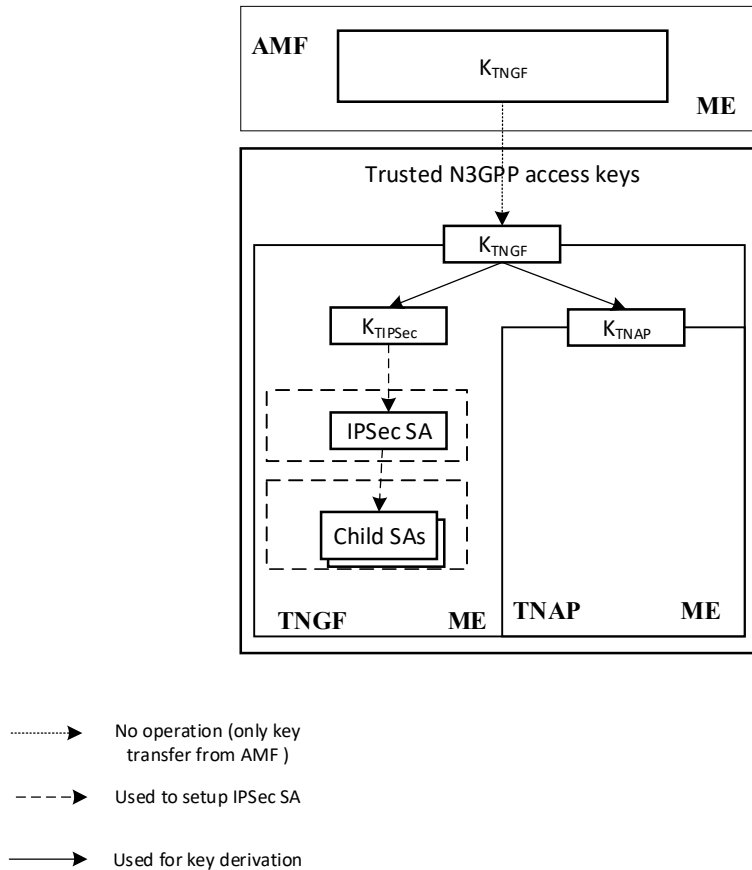 AMF
KTNGF
ME
Trusted N3GPP access keys
KTNGF
KTIPSec
KTNAP
IPSec SA
Child SAs
TNGF ME TNAP ME
No operation (only key
transfer from AMF )
Used to setup IPSec SA
Used for key derivation